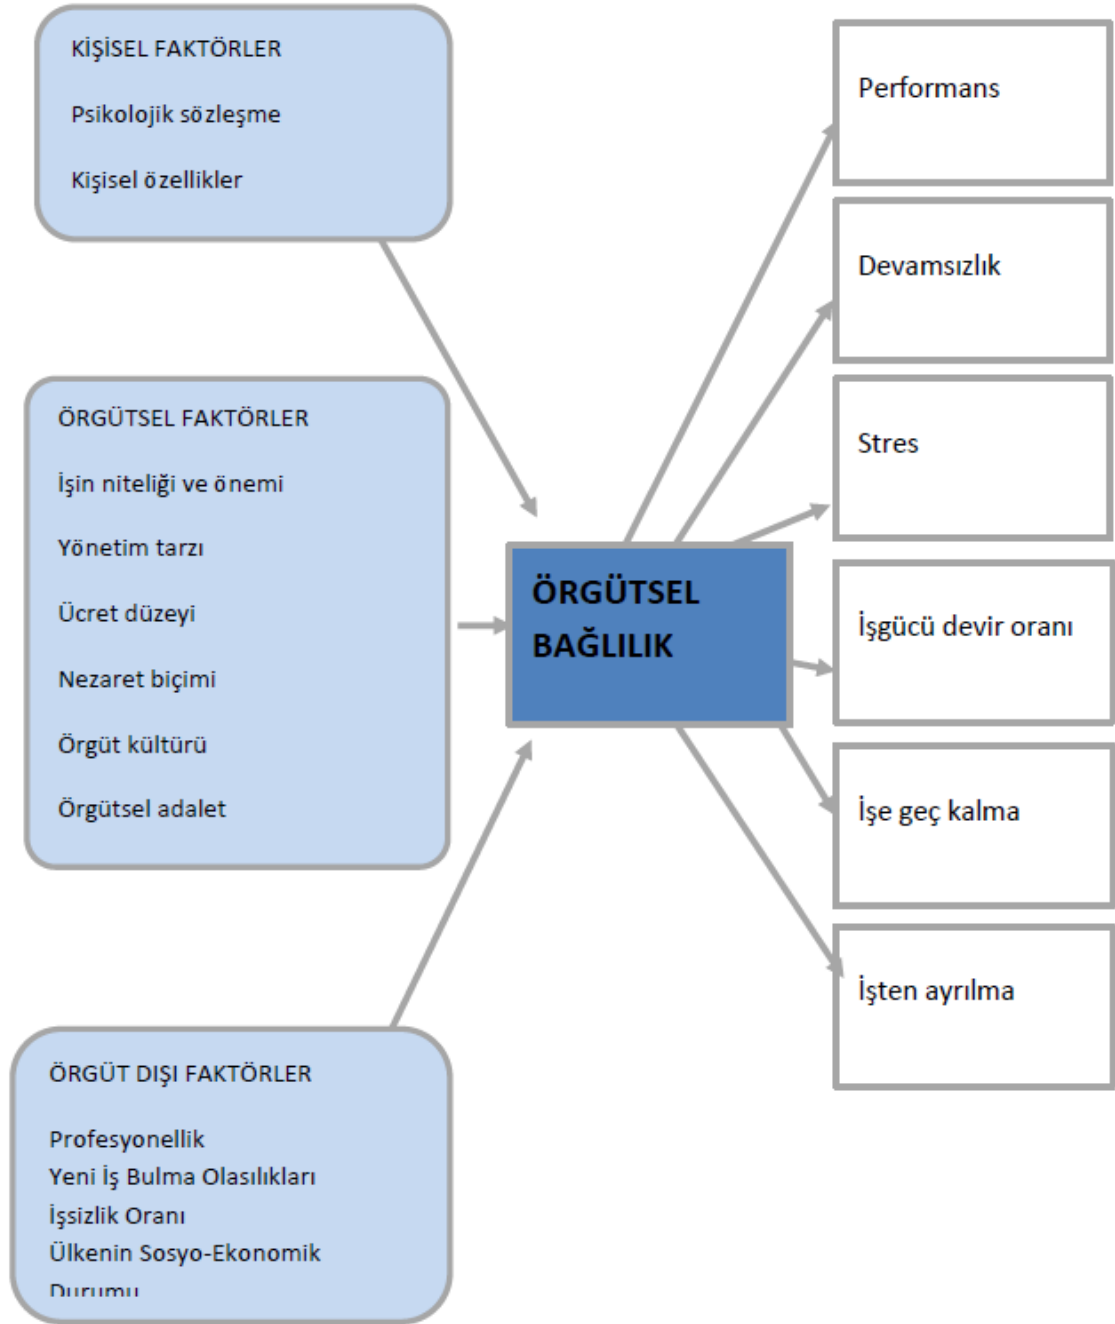 KİŞİSEL FAKTÖRLER
Psikolojik sözleşme
Kişisel özellikler
ÖRGÜTSEL FAKTÖRLER
İşin niteliği ve önemi
Yönetim tarzı
Ücret düzeyi
Nezaret biçimi
Örgüt kültürü
Örgütsel adalet
ÖRGÜT DIŞI FAKTÖRLER
Profesyonellik
Yeni İş Bulma Olasılıkları
İşsizlik Oranı
Ülkenin Sosyo-Ekonomik
Durumu
ÖRGÜTSEL
BAĞLILIK
Performans
Devamsızlık
Stres
İşgücü devir oranı
İşe geç kalma
İşten ayrılma